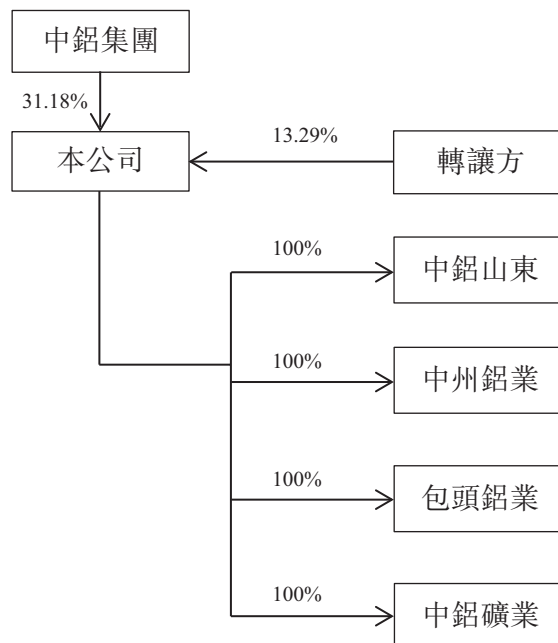 中鋁集團
31.18%
13.29%
本公司
轉讓方
100%
中鋁山東
100%
中州鋁業
100%
包頭鋁業
100%
中鋁礦業